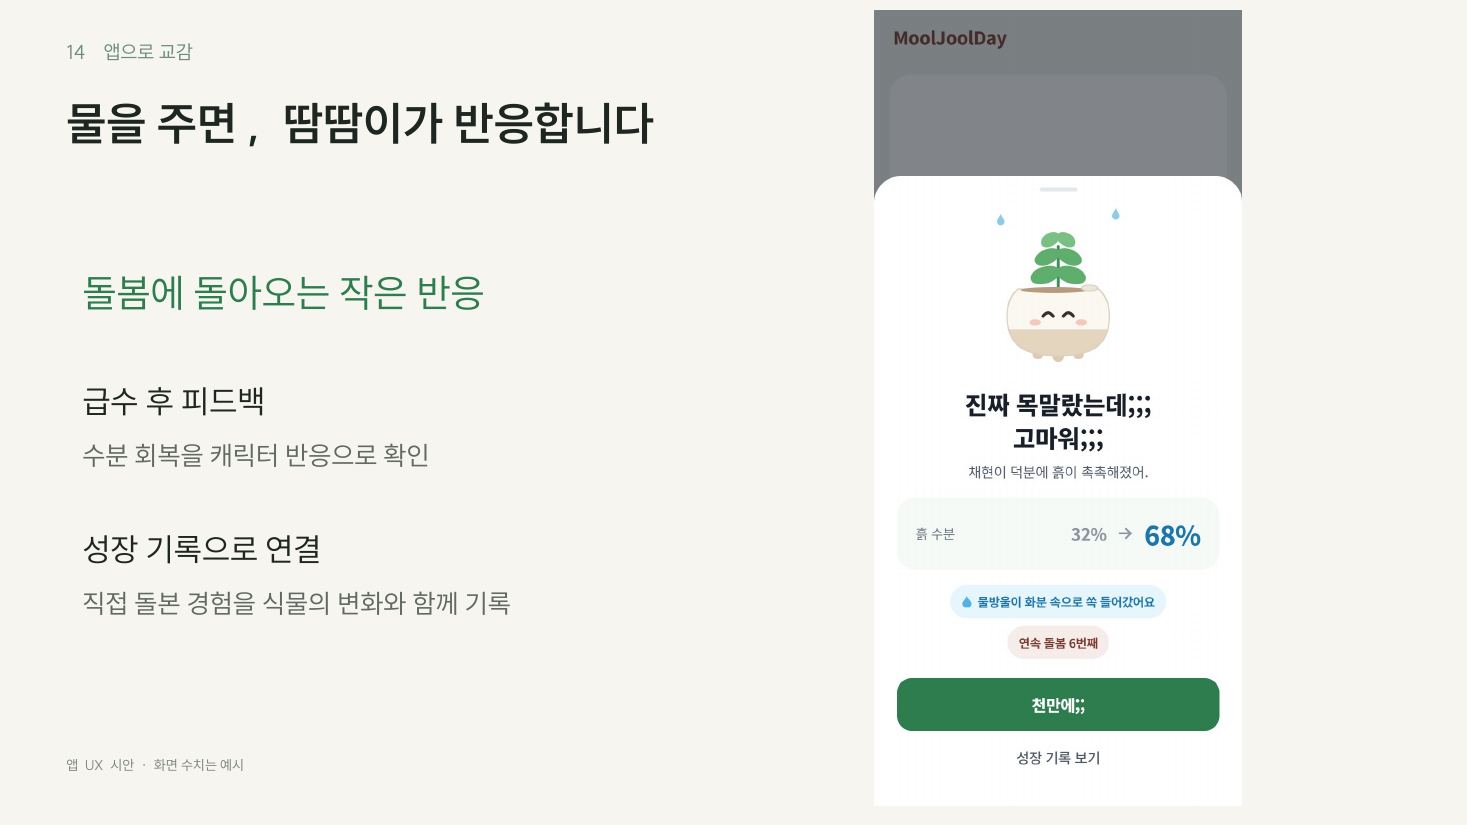 14 앱으로 교감
물을 주면 , 땀땀이가 반응합니다
돌봄에 돌아오는 작은 반응
급수 후 피드백
수분 회복을 캐릭터 반응으로 확인
성장 기록으로 연결
직접 돌본 경험을 식물의 변화와 함께 기록
앱 UX 시안 · 화면 수치는 예시
MoolJoolDay
진짜 목말랐는데;;;
고마워;;;
채현이 덕분에 흙이 촉촉해졌어.
흙 수분 32% → 68%
물방울이 화분 속으로 쏙 들어갔어요
연속 돌봄 6번째
천만에;;
성장 기록 보기